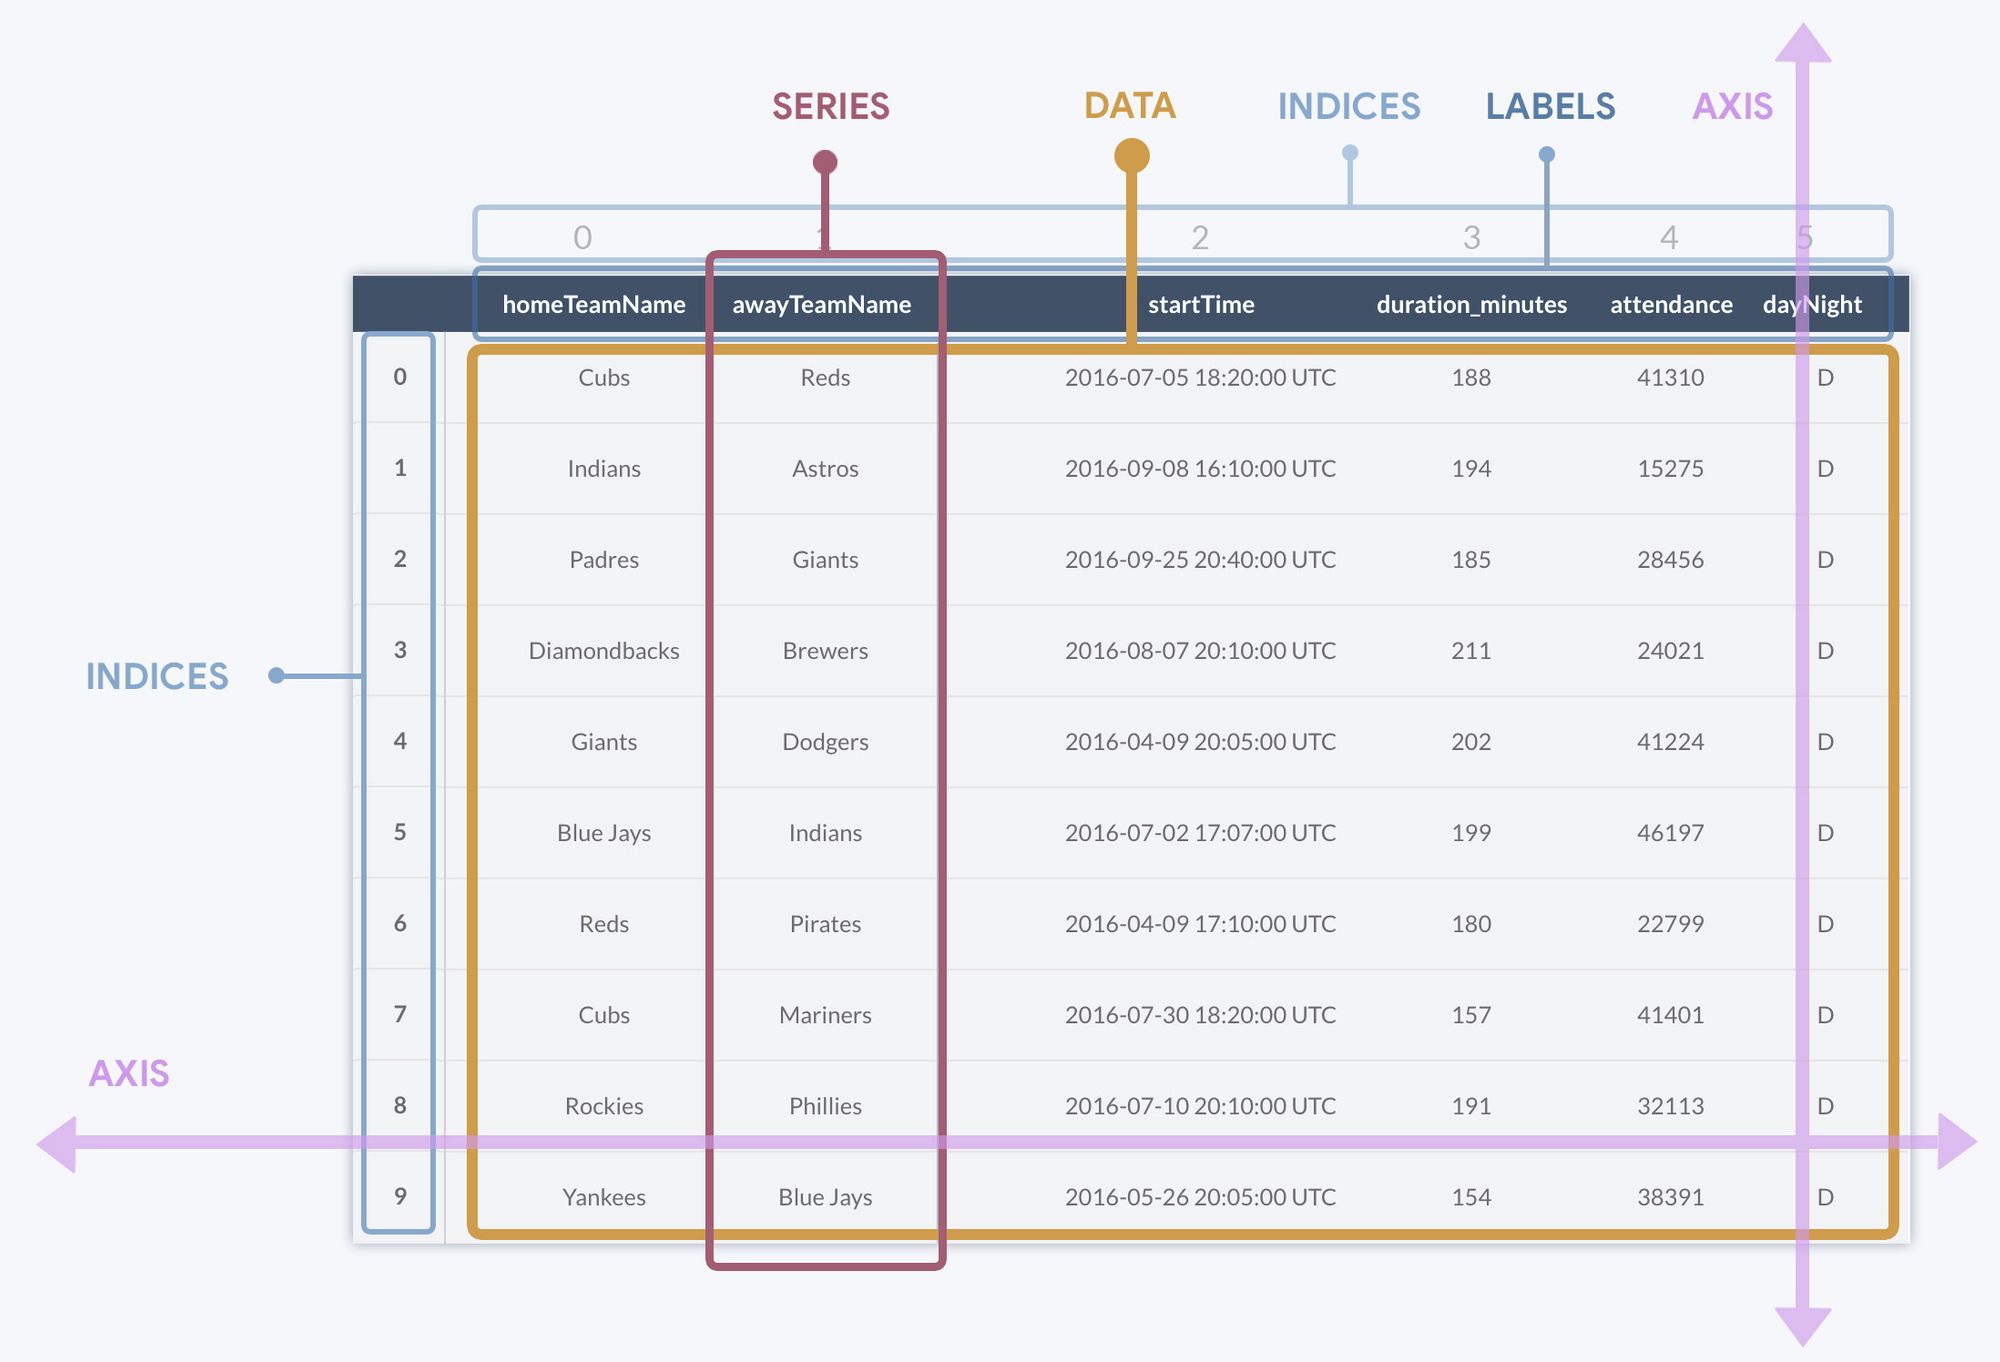 SERIES DATA INDICES LABELS AXIS
0 1 2 3 4 5
homeTeamName awayTeamName startTime duration_minutes attendance dayNight
0 Cubs Reds 2016-07-05 18:20:00 UTC 188 41310 D
1 Indians Astros 2016-09-08 16:10:00 UTC 194 15275 D
2 Padres Giants 2016-09-25 20:40:00 UTC 185 28456 D
3 Diamondbacks Brewers 2016-08-07 20:10:00 UTC 211 24021 D
INDICES
4 Giants Dodgers 2016-04-09 20:05:00 UTC 202 41224 D
5 Blue Jays Indians 2016-07-02 17:07:00 UTC 199 46197 D
6 Reds Pirates 2016-04-09 17:10:00 UTC 180 22799 D
7 Cubs Mariners 2016-07-30 18:20:00 UTC 157 41401 D
AXIS
8 Rockies Phillies 2016-07-10 20:10:00 UTC 191 32113 D
9 Yankees Blue Jays 2016-05-26 20:05:00 UTC 154 38391 D